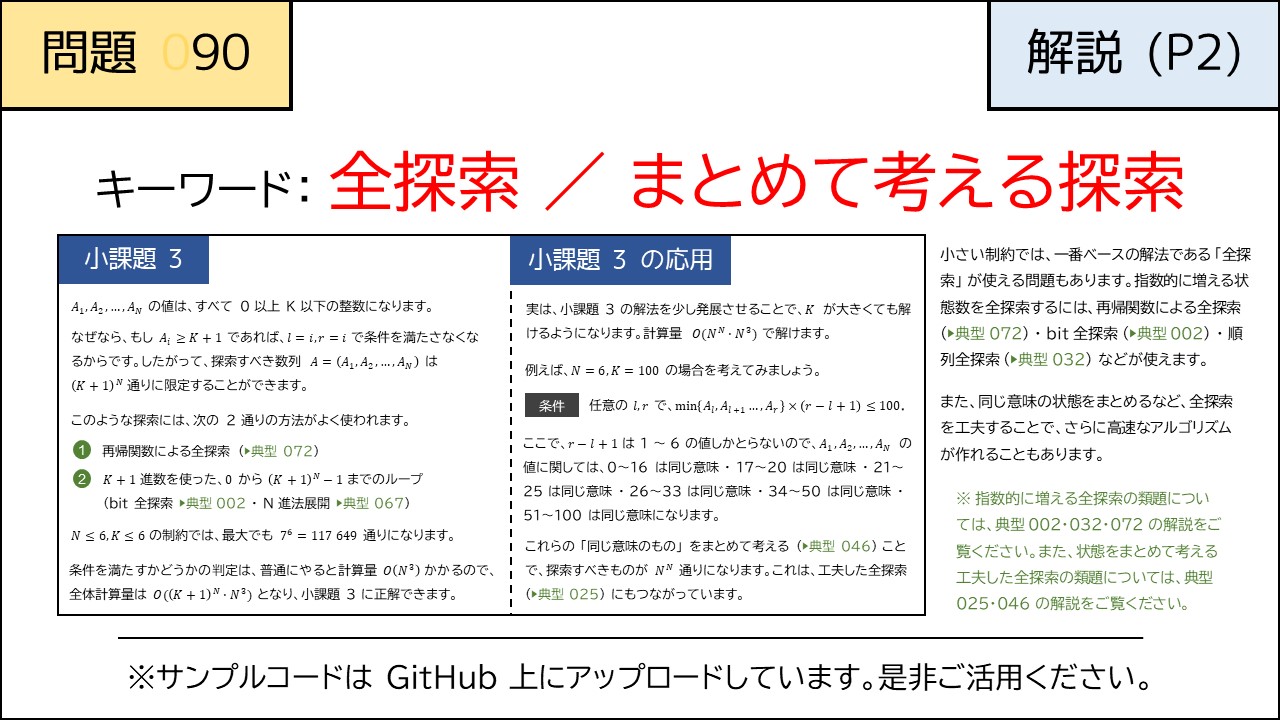 問題 090
解説 (P2)
キーワード: 全探索 ／ まとめて考える探索
小課題 3
A₁, A₂, …, A_N の値は、すべて 0 以上 K 以下の整数になります。
なぜなら、もし A_i ≥ K + 1 であれば、l = i, r = i で条件を満たさなくな
るからです。したがって、探索すべき数列 A = (A₁, A₂, …, A_N) は
(K + 1)^N 通りに限定することができます。
このような探索には、次の 2 通りの方法がよく使われます。
1 再帰関数による全探索 (▶典型 072)
2 K + 1 進数を使った、0 から (K + 1)^N − 1 までのループ
(bit 全探索 ▶典型 002 ・ N 進法展開 ▶典型 067)
N ≤ 6, K ≤ 6 の制約では、最大でも 7⁶ = 117 649 通りになります。
条件を満たすかどうかの判定は、普通にやると計算量 O(N³) かかるので、
全体計算量は O((K + 1)^N · N³) となり、小課題 3 に正解できます。
小課題 3 の応用
実は、小課題 3 の解法を少し発展させることで、K が大きくても解
けるようになります。計算量 O(N^N · N³) で解けます。
例えば、N = 6, K = 100 の場合を考えてみましょう。
条件 任意の l, r で、min{A_l, A_{l+1} …, A_r} × (r − l + 1) ≤ 100.
ここで、r − l + 1 は 1 ～ 6 の値しかとらないので、A₁, A₂, …, A_N の
値に関しては、0～16 は同じ意味 ・ 17～20 は同じ意味 ・ 21～
25 は同じ意味 ・ 26～33 は同じ意味 ・ 34～50 は同じ意味 ・
51～100 は同じ意味になります。
これらの「同じ意味のもの」をまとめて考える (▶典型 046) こと
で、探索すべきものが N^N 通りになります。これは、工夫した全探索
(▶典型 025) にもつながっています。
小さい制約では、一番ベースの解法である「全探
索」が使える問題もあります。指数的に増える状
態数を全探索するには、再帰関数による全探索
(▶典型 072)・bit 全探索 (▶典型 002)・順
列全探索 (▶典型 032) などが使えます。
また、同じ意味の状態をまとめるなど、全探索
を工夫することで、さらに高速なアルゴリズム
が作れることもあります。
※ 指数的に増える全探索の類題につい
ては、典型 002・032・072 の解説をご
覧ください。また、状態をまとめて考える
工夫した全探索の類題については、典型
025・046 の解説をご覧ください。
※サンプルコードは GitHub 上にアップロードしています。是非ご活用ください。